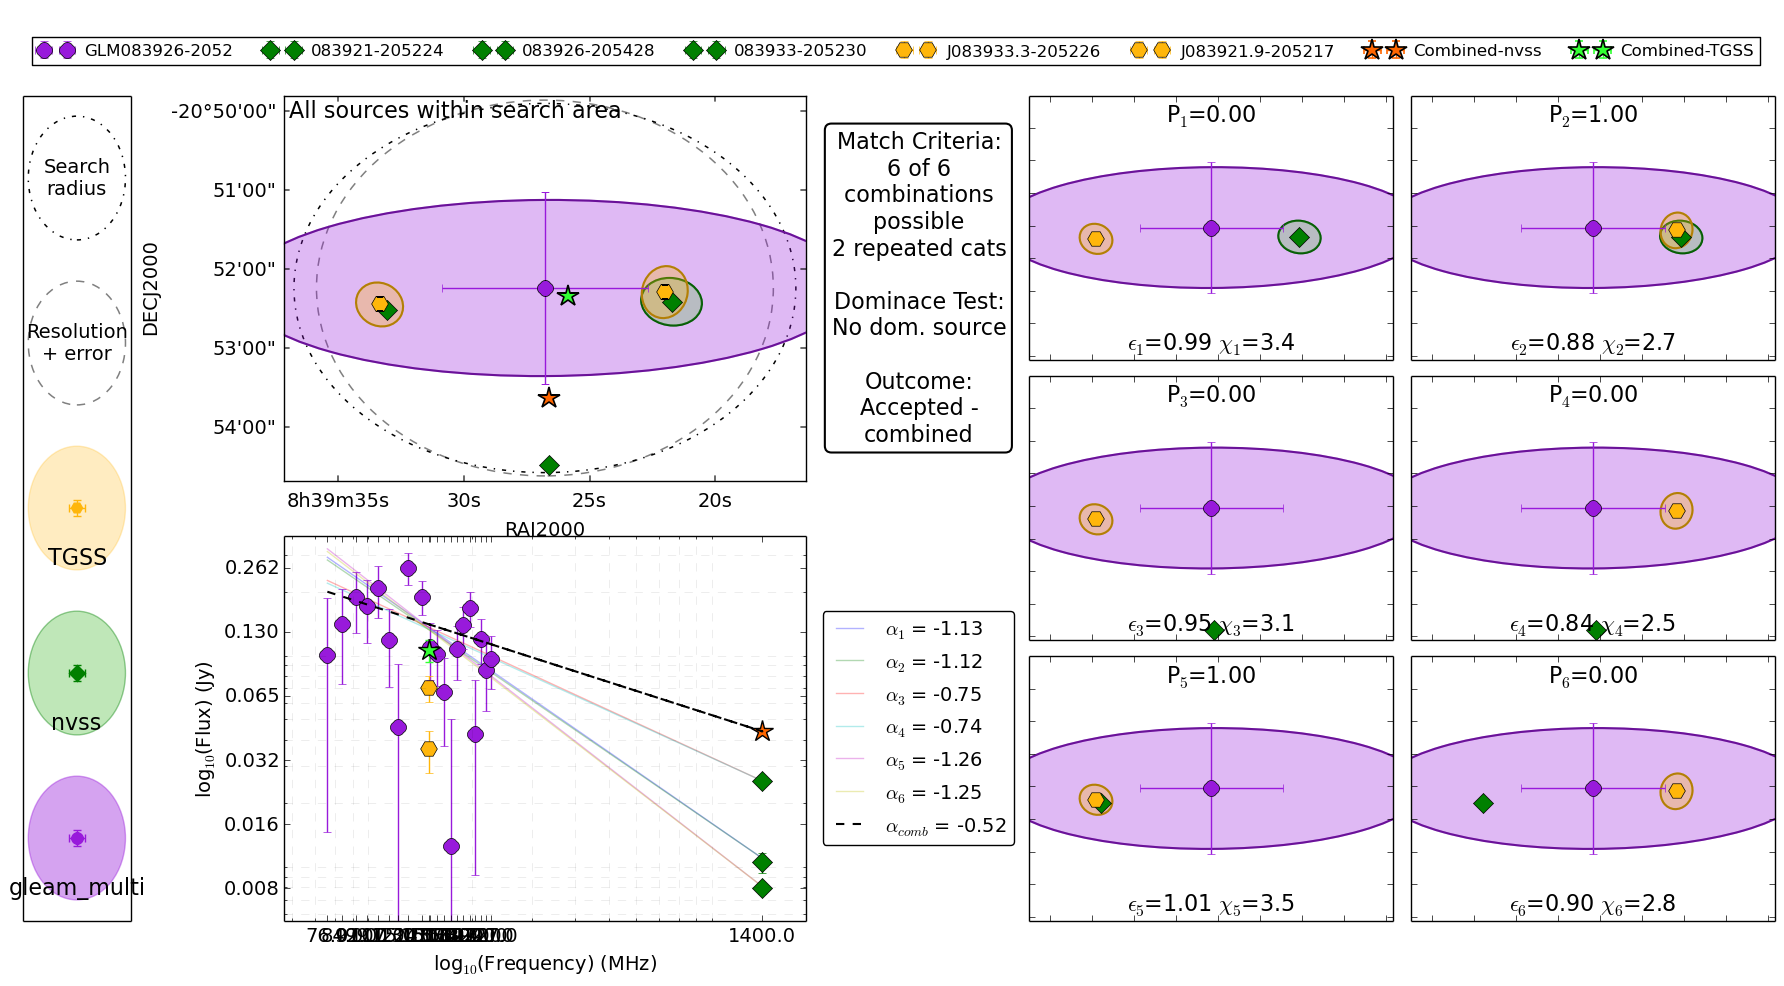 GLM083926-2052 083921-205224 083926-205428 083933-205230 J083933.3-205226 J083921.9-205217 Combined-nvss Combined-TGSS
Search
radius
Resolution
+ error
TGSS
nvss
gleam_multi
All sources within search area
DECJ2000
-20°50'00"
51'00"
52'00"
53'00"
54'00"
8h39m35s 30s 25s 20s
RAJ2000
log10(Flux) (Jy)
0.262
0.130
0.065
0.032
0.016
0.008
1400.0
log10(Frequency) (MHz)
Match Criteria:
6 of 6
combinations
possible
2 repeated cats
Dominace Test:
No dom. source
Outcome:
Accepted -
combined
α1 = -1.13
α2 = -1.12
α3 = -0.75
α4 = -0.74
α5 = -1.26
α6 = -1.25
αcomb = -0.52
P1=0.00
ϵ1=0.99 χ1=3.4
P2=1.00
ϵ2=0.88 χ2=2.7
P3=0.00
ϵ3=0.95 χ3=3.1
P4=0.00
ϵ4=0.84 χ4=2.5
P5=1.00
ϵ5=1.01 χ5=3.5
P6=0.00
ϵ6=0.90 χ6=2.8